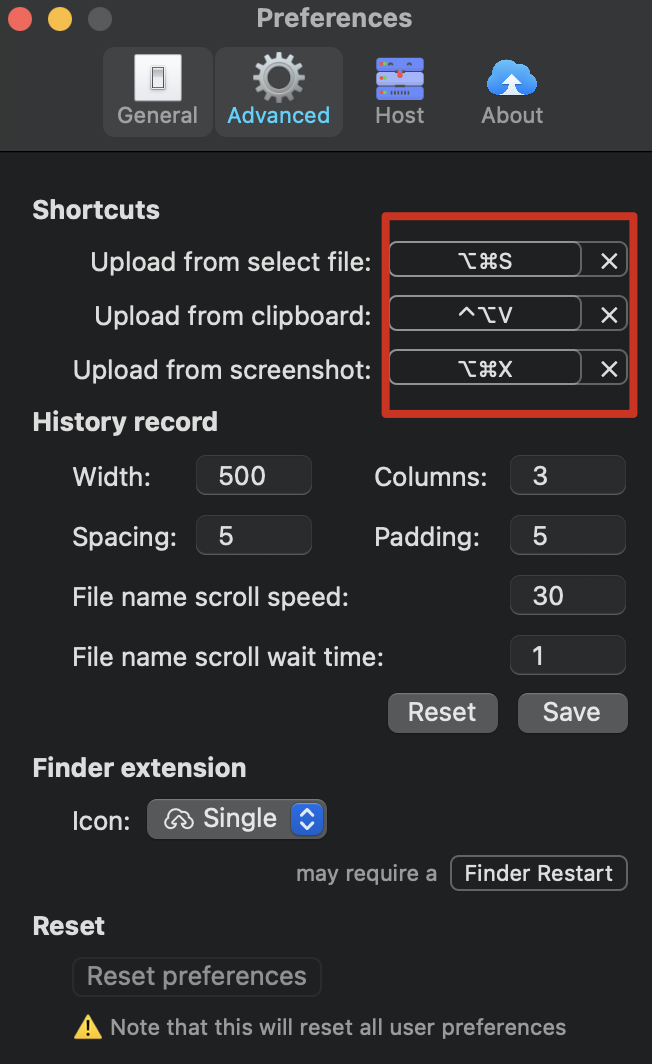 Preferences
General Advanced Host About
Shortcuts
Upload from select file: ⌥⌘S ✕
Upload from clipboard: ^⌥V ✕
Upload from screenshot: ⌥⌘X ✕
History record
Width: 500 Columns: 3
Spacing: 5 Padding: 5
File name scroll speed: 30
File name scroll wait time: 1
Reset Save
Finder extension
Icon: Single
may require a Finder Restart
Reset
Reset preferences
Note that this will reset all user preferences